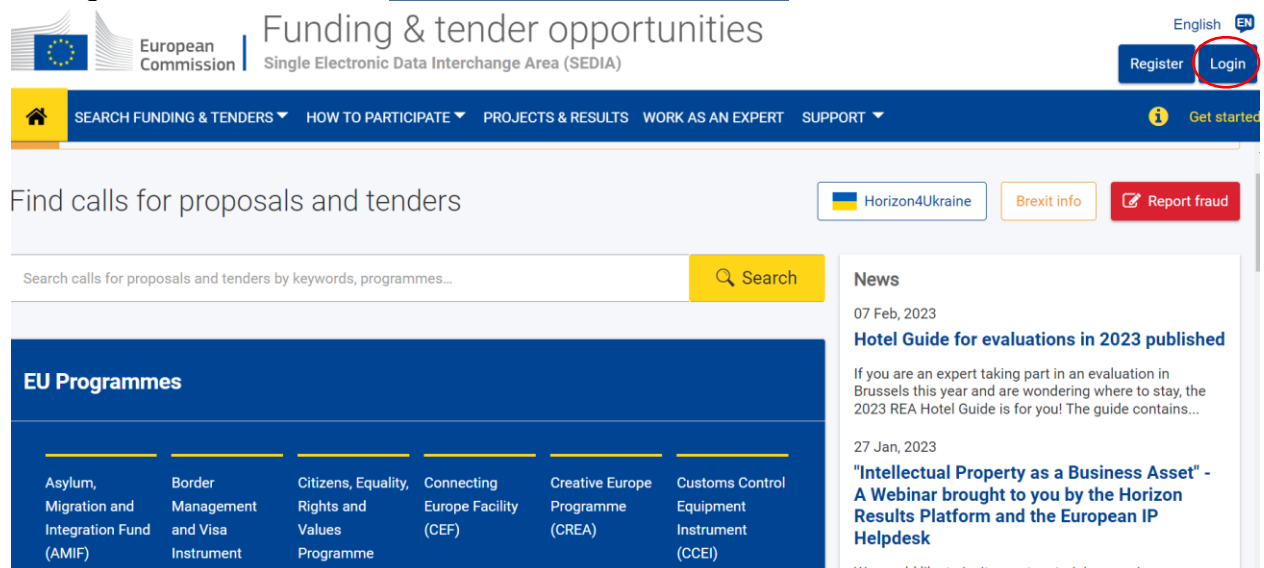 Funding & tender opportunities
European
Commission
Single Electronic Data Interchange Area (SEDIA)
English EN
Register Login
SEARCH FUNDING & TENDERS HOW TO PARTICIPATE PROJECTS & RESULTS WORK AS AN EXPERT SUPPORT Get started
Find calls for proposals and tenders
Horizon4Ukraine
Brexit info
Report fraud
Search calls for proposals and tenders by keywords, programmes...
Search
EU Programmes
Asylum,
Migration and
Integration Fund
(AMIF)
Border
Management
and Visa
Instrument
Citizens, Equality,
Rights and
Values
Programme
Connecting
Europe Facility
(CEF)
Creative Europe
Programme
(CREA)
Customs Control
Equipment
Instrument
(CCEI)
News
07 Feb, 2023
Hotel Guide for evaluations in 2023 published
If you are an expert taking part in an evaluation in
Brussels this year and are wondering where to stay, the
2023 REA Hotel Guide is for you! The guide contains...
27 Jan, 2023
"Intellectual Property as a Business Asset" -
A Webinar brought to you by the Horizon
Results Platform and the European IP
Helpdesk